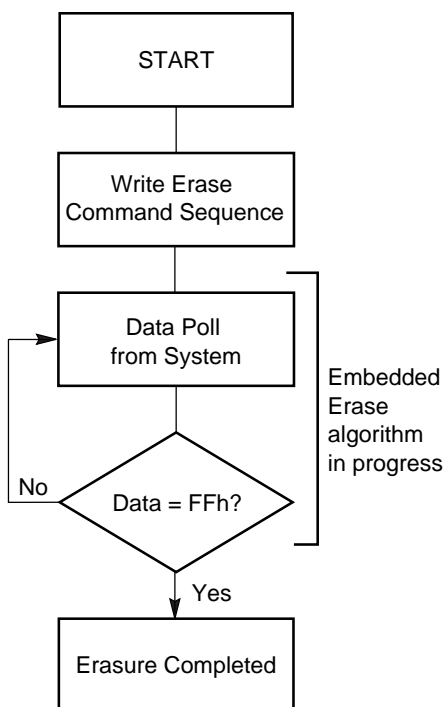 START
Write Erase
Command Sequence
Data Poll
from System
Embedded
Erase
algorithm
in progress
No
Data = FFh?
Yes
Erasure Completed